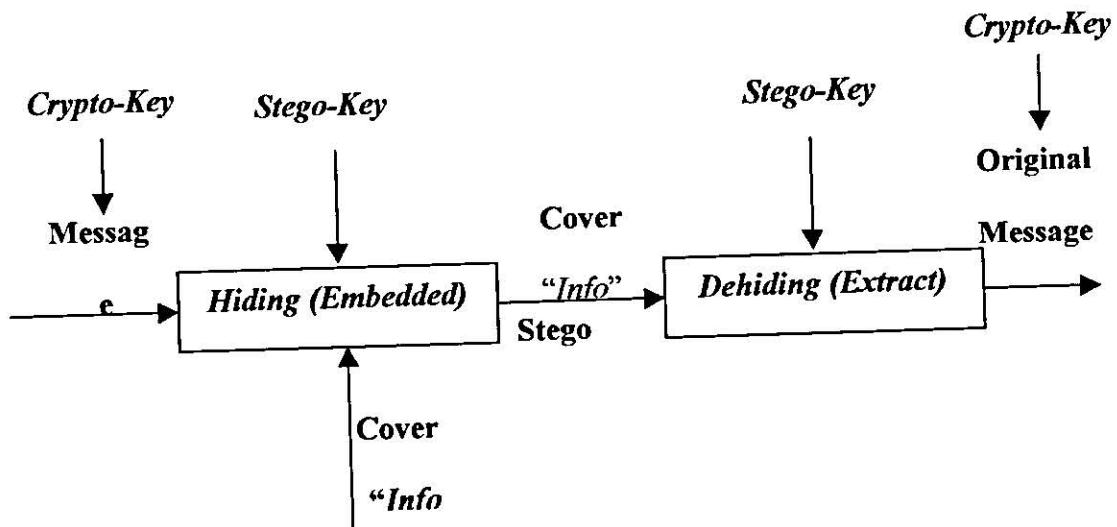 Crypto-Key
Crypto-Key
Stego-Key
Stego-Key
Original
Message
Messag
e
Cover
"Info"
Stego
Hiding (Embedded)
Dehiding (Extract)
Cover
"Info